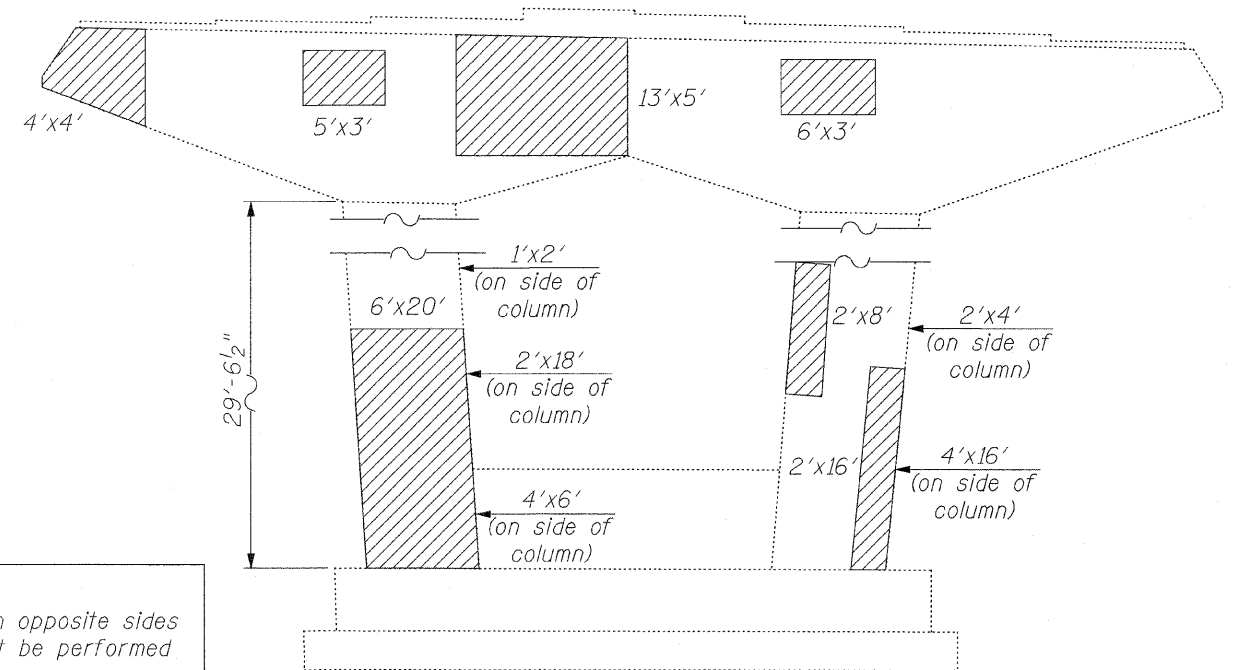 4'x4'
5'x3'
13'x5'
6'x3'
29'-6½"
1'x2'
(on side of
column)
6'x20'
2'x18'
(on side of
column)
4'x6'
(on side of
column)
2'x8'
2'x4'
(on side of
column)
2'x16'
4'x16'
(on side of
column)
opposite sides
be performed